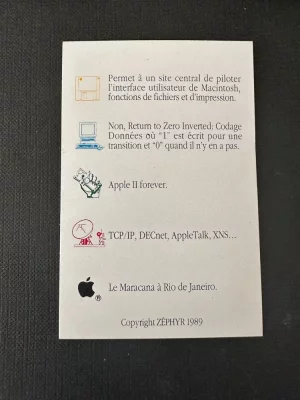 Permet à un site central de piloter
l'interface utilisateur de Macintosh,
fonctions de fichiers et d'impression.
Non, Return to Zero Inverted: Codage
Données où "1" est écrit pour une
transition et "0" quand il n'y en a pas.
Apple II forever.
TCP/IP, DECnet, AppleTalk, XNS...
®
Le Maracana à Rio de Janeiro.
Copyright ZÉPHYR 1989